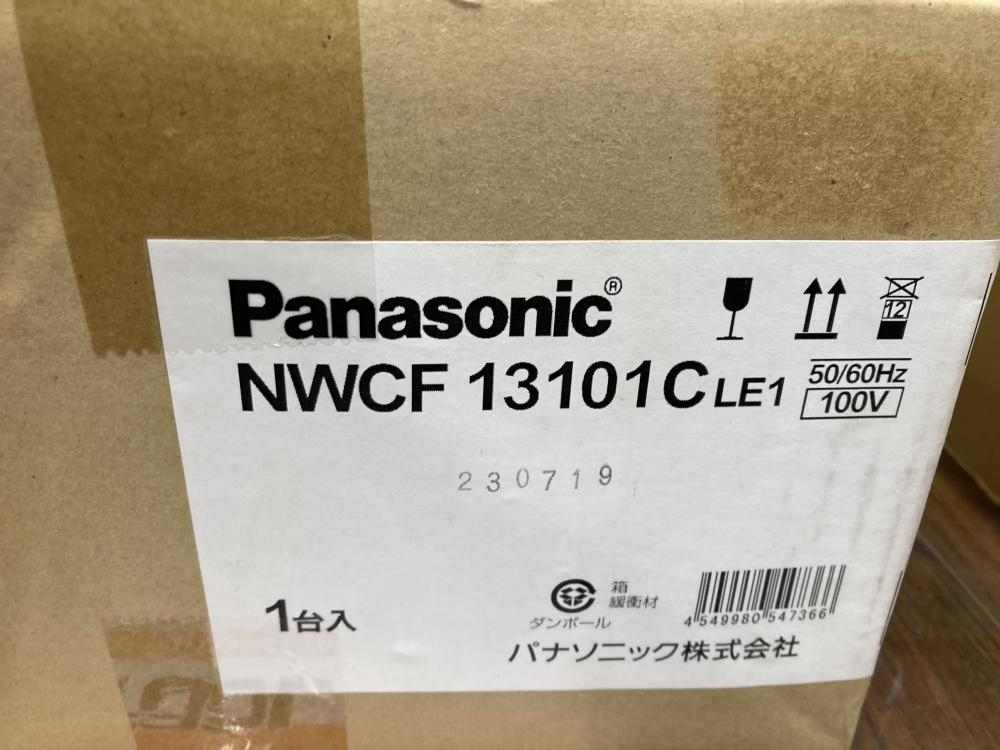 Panasonic®
NWCF 13101C LE1
50/60Hz
100V
12
230719
1台入
箱
緩衝材
ダンボール
4 549980 547366
パナソニック株式会社